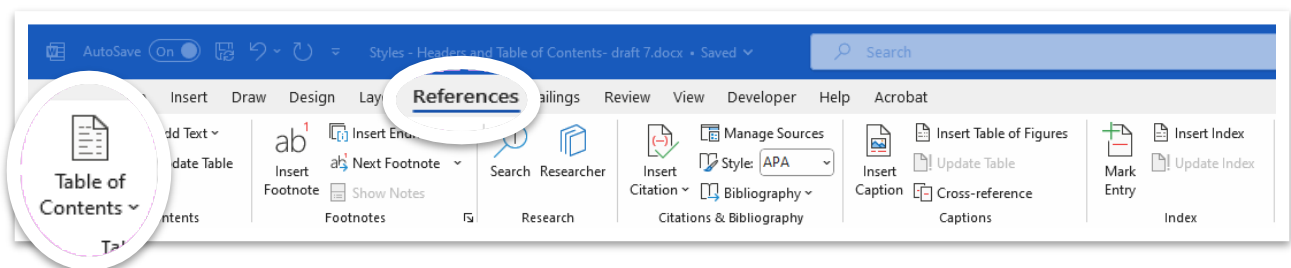 AutoSave On Styles - Headers and Table of Contents- draft 7.docx • Saved Search
Insert Draw Design References Review View Developer Help Acrobat
Table of Contents
Update Table
Insert Footnote
Next Footnote
Show Notes
Footnotes
Search Researcher
Research
Insert Citation
Manage Sources
Style: APA
Bibliography
Citations & Bibliography
Insert Caption
Insert Table of Figures
Update Table
Cross-reference
Captions
Mark Entry
Insert Index
Update Index
Index